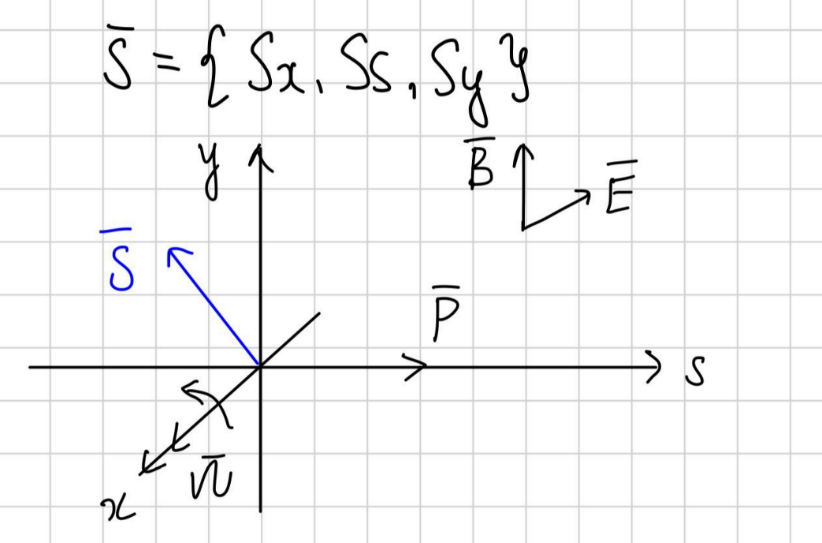 S̄ = { Sx, Ss, Sy }
y
B̄
Ē
S̄
P̄
s
x